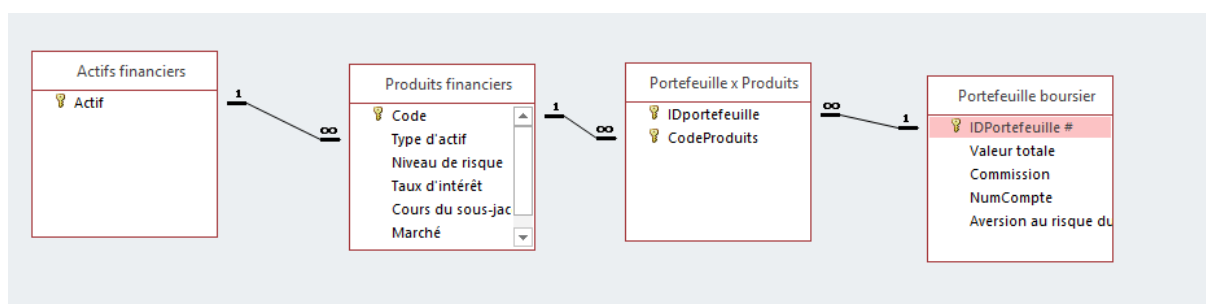 Actifs financiers
Actif
1
∞
Produits financiers
Code
Type d'actif
Niveau de risque
Taux d'intérêt
Cours du sous-jac
Marché
1
∞
Portefeuille x Produits
IDportefeuille
CodeProduits
∞
1
Portefeuille boursier
IDPortefeuille #
Valeur totale
Commission
NumCompte
Aversion au risque du